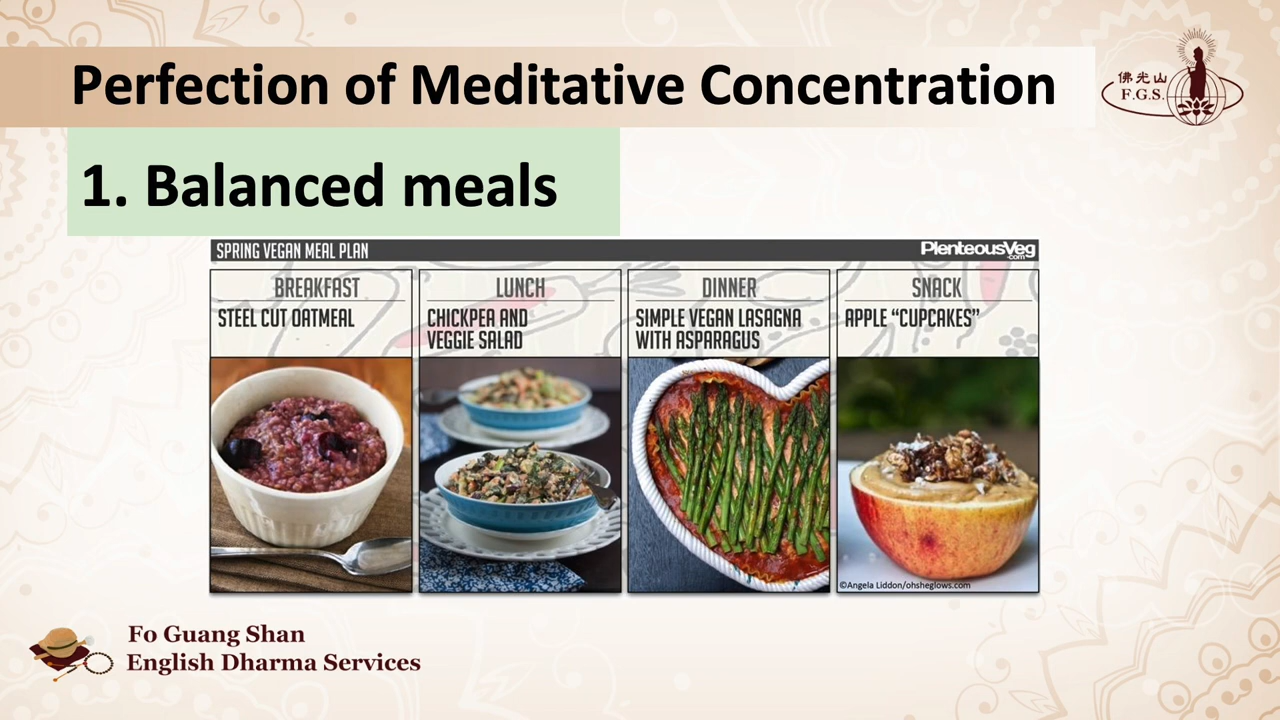 Perfection of Meditative Concentration
佛光山
F.G.S.
1. Balanced meals
SPRING VEGAN MEAL PLAN
PlenteousVeg
.com
BREAKFAST
STEEL CUT OATMEAL
LUNCH
CHICKPEA AND
VEGGIE SALAD
DINNER
SIMPLE VEGAN LASAGNA
WITH ASPARAGUS
SNACK
APPLE “CUPCAKES”
©Angela Liddon/ohsheglows.com
Fo Guang Shan
English Dharma Services